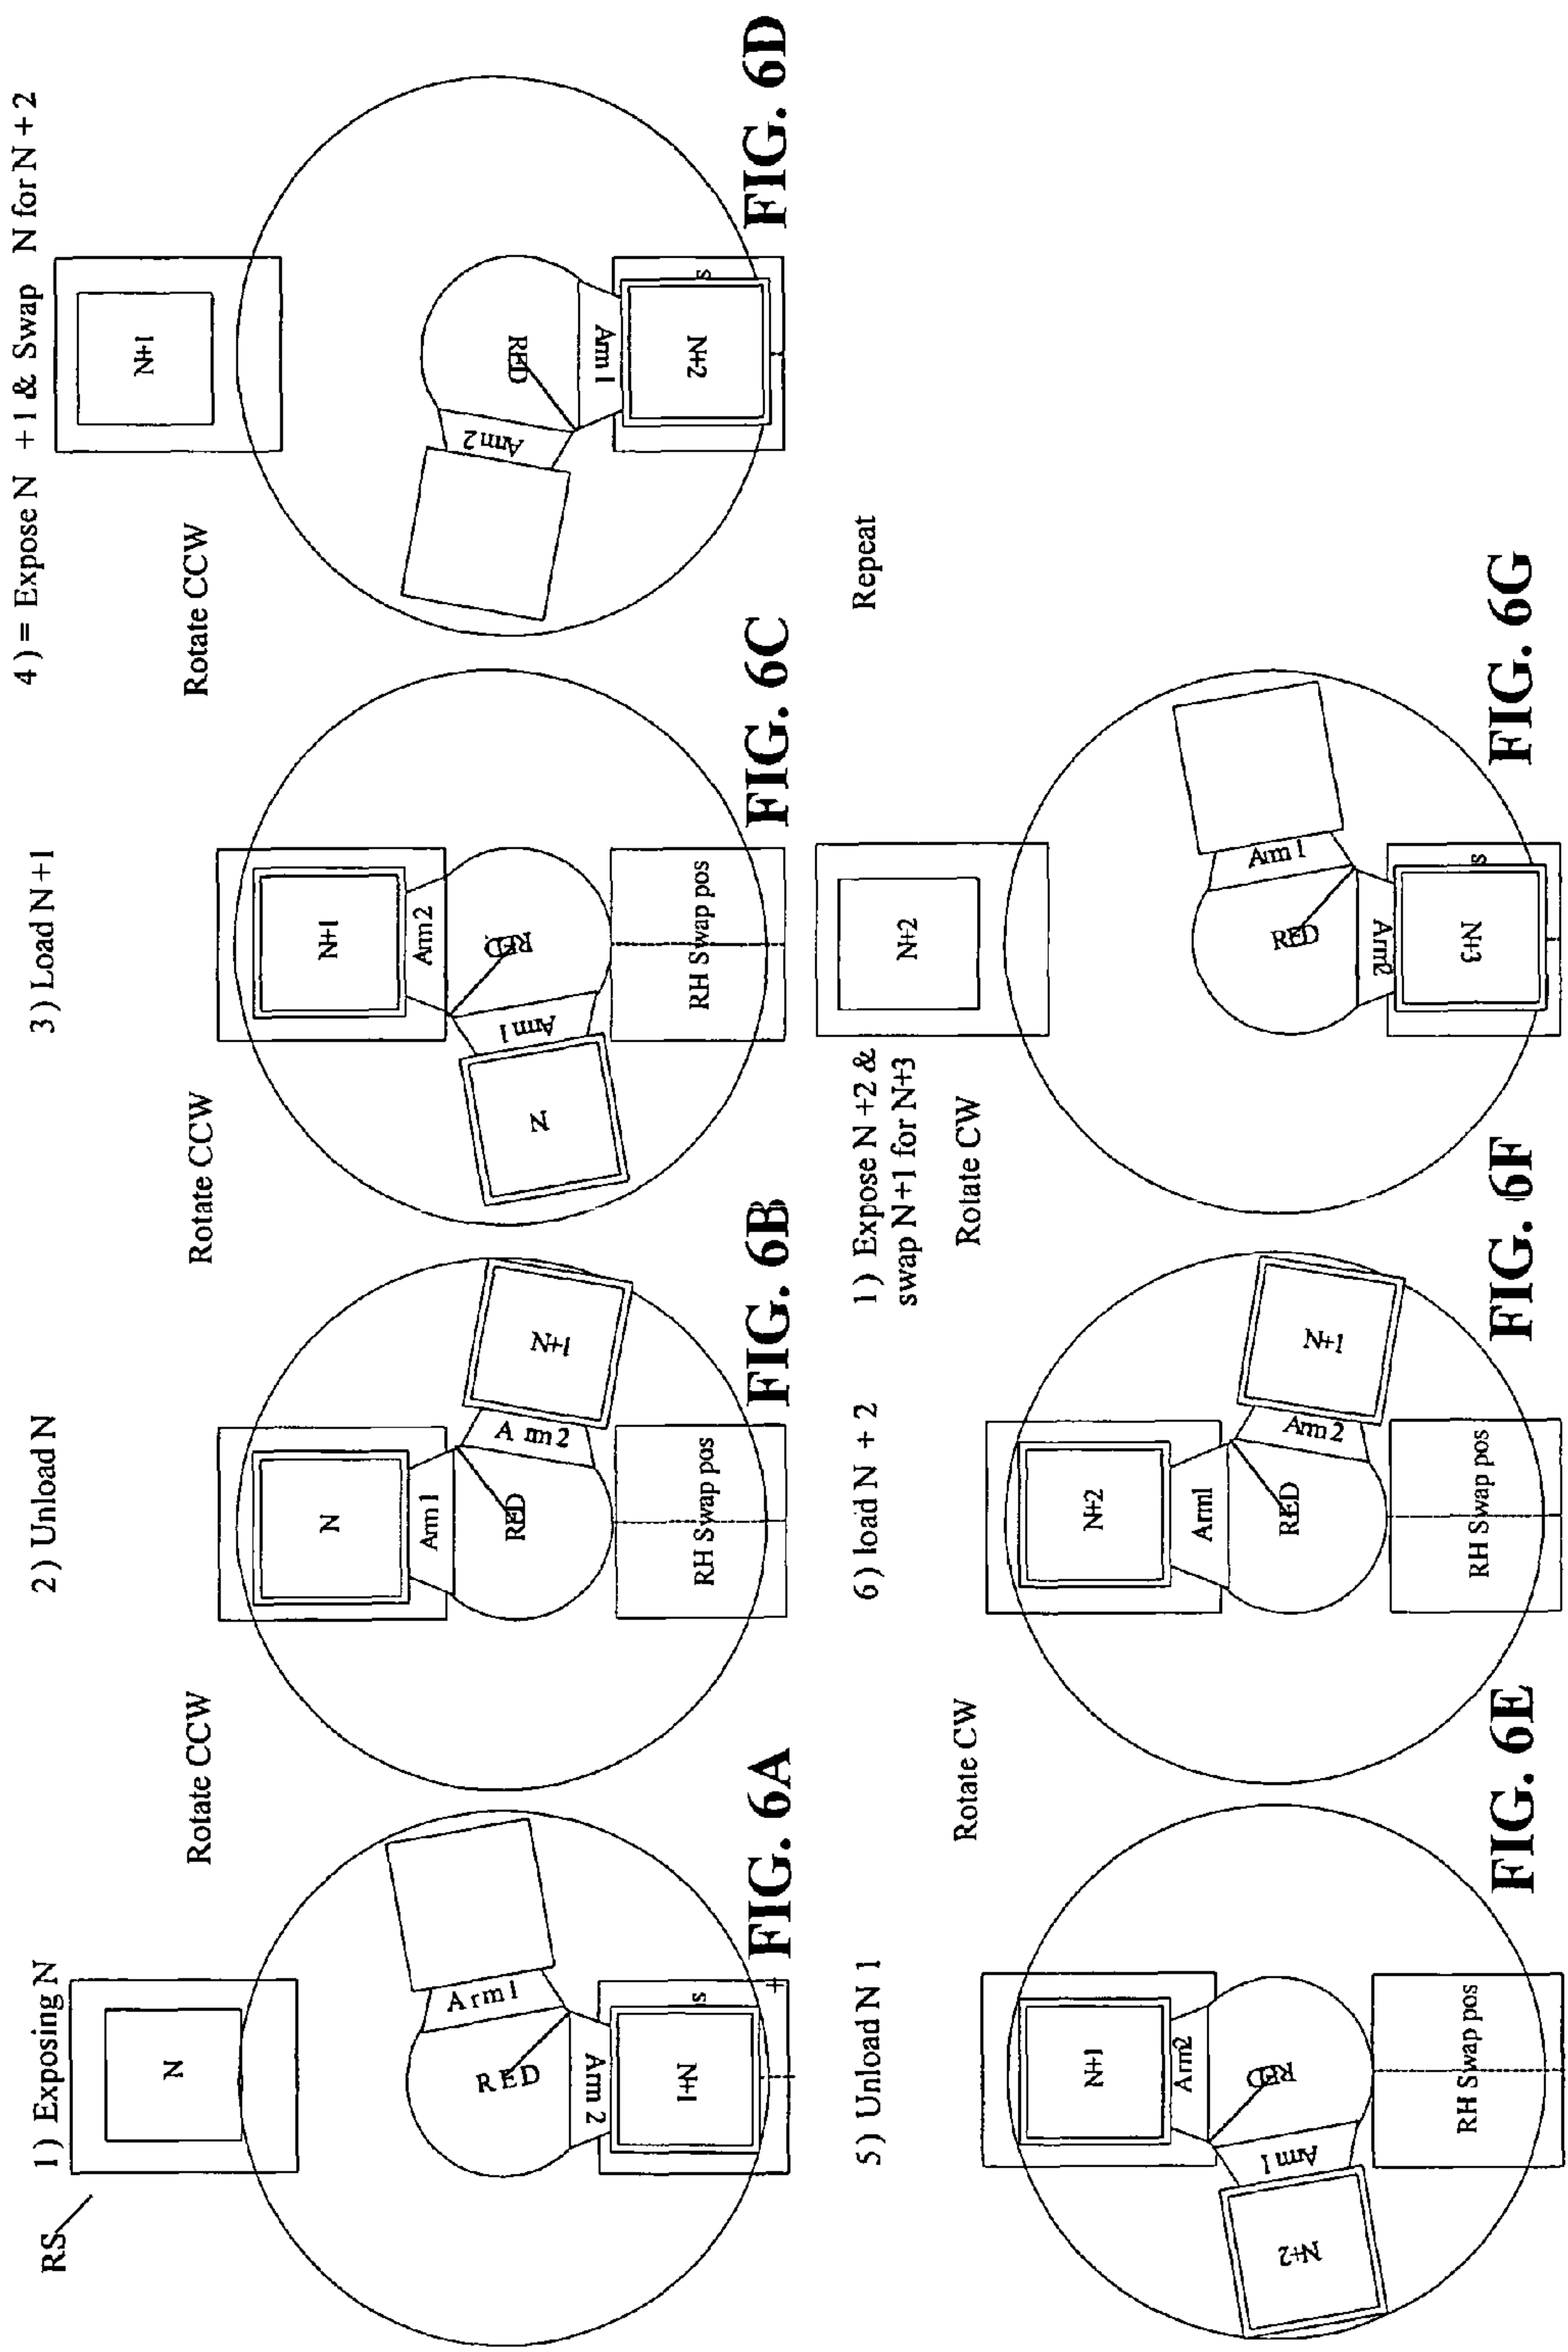 1) Exposing N
RS
N
Arm1
RED
Arm 2
N+1
s
+
FIG. 6A
Rotate CCW
2) Unload N
N
Arm1
Arm2
N+1
RED
RH Swap pos
FIG. 6B
Rotate CCW
3) Load N+1
N+1
Arm2
RED
Arm1
N
RH Swap pos
FIG. 6C
Rotate CCW
4) = Expose N +1 & Swap N for N + 2
1+N
RED
Arm 2
Arm1
N+2
s
FIG. 6D
5) Unload N 1
N+1
Arm2
RED
Arm1
N+2
RH Swap pos
FIG. 6E
Rotate CW
6) load N + 2
N+2
Arm1
RED
Arm2
N+1
RH Swap pos
FIG. 6F
1) Expose N +2 &
swap N+1 for N+3
Rotate CW
N+2
RED
Arm1
Arm2
N+3
s
FIG. 6G
Repeat